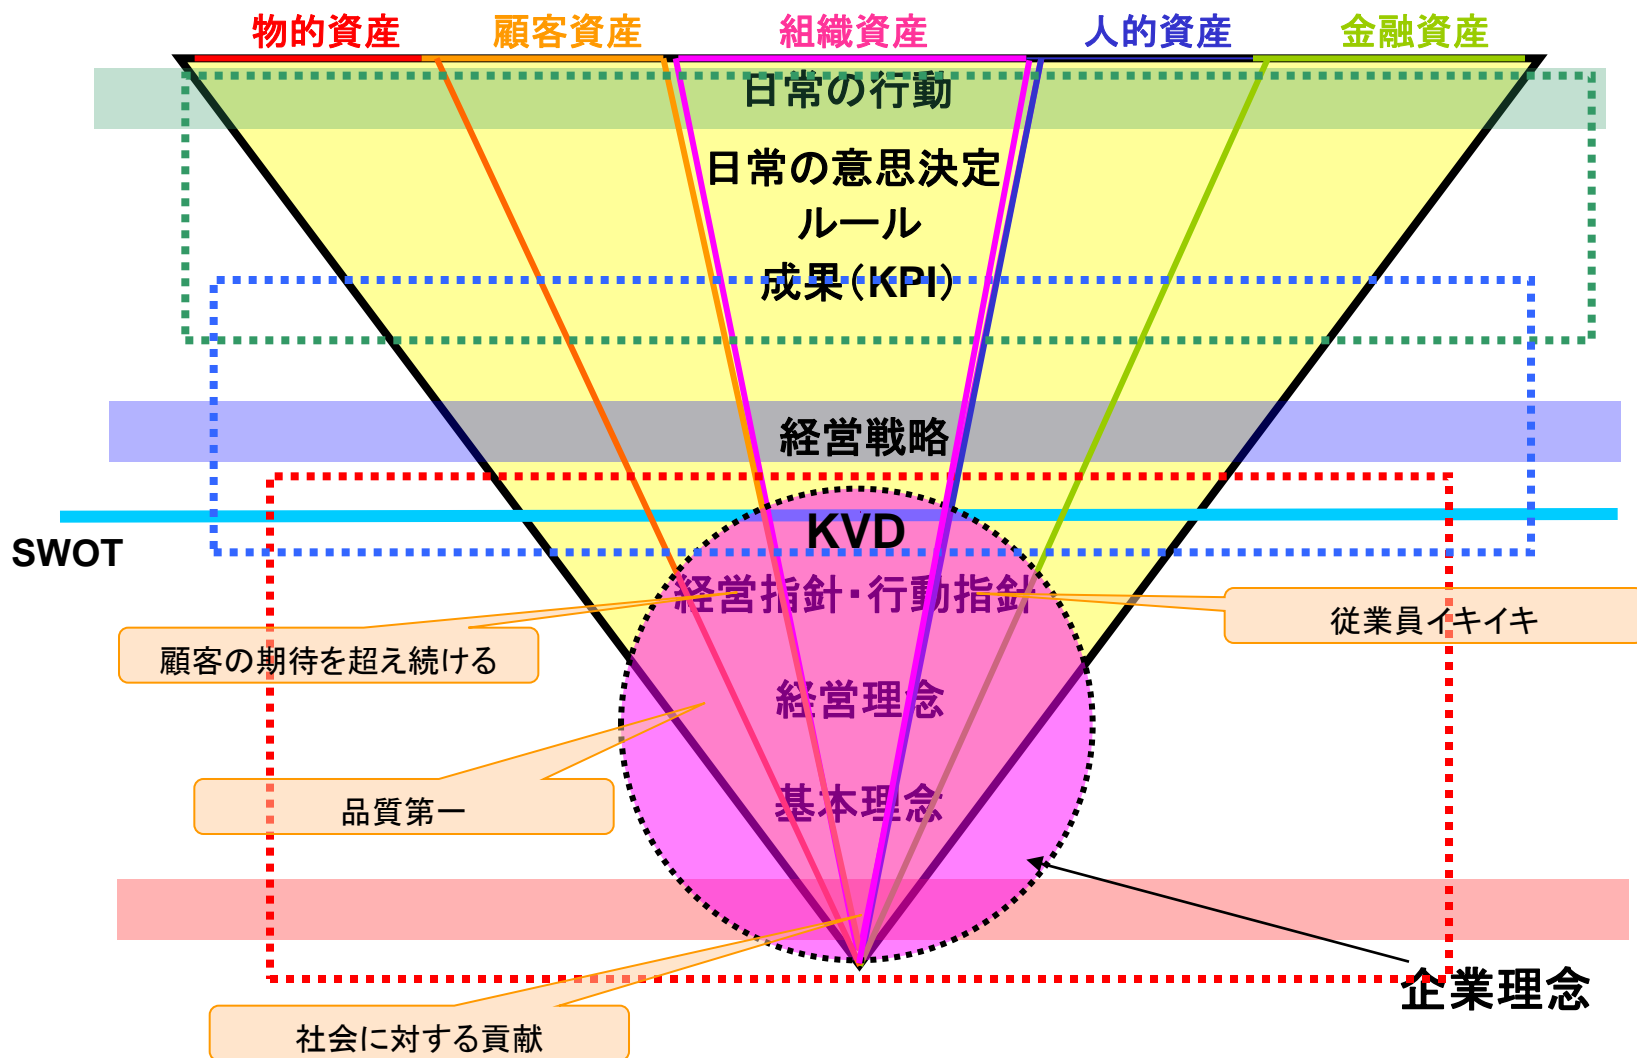 物的資産
顧客資産
組織資産
人的資産
金融資産
日常の行動
日常の意思決定
ルール
成果(KPI)
経営戦略
KVD
SWOT
経営指針・行動指針
従業員イキイキ
顧客の期待を超え続ける
経営理念
品質第一
基本理念
企業理念
社会に対する貢献